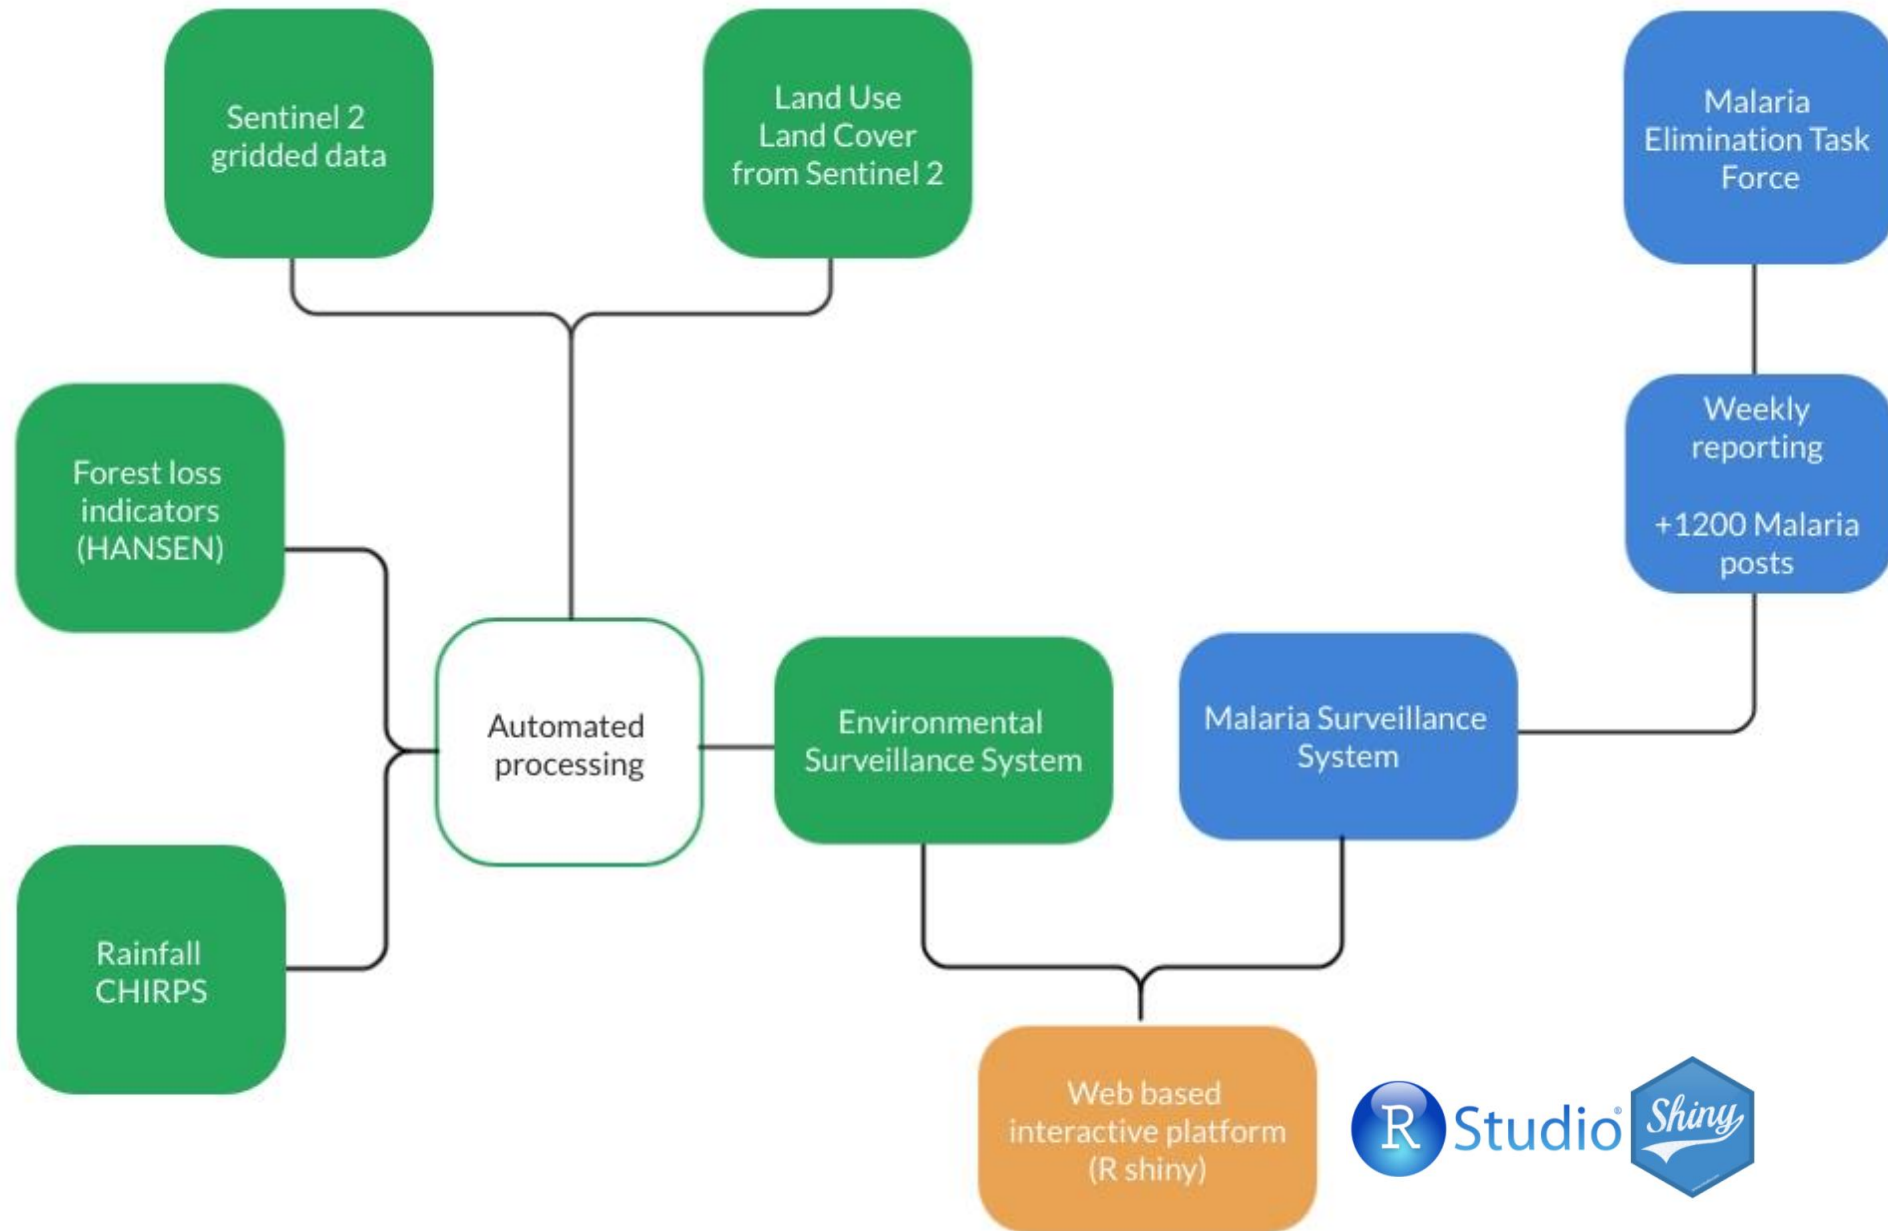 Sentinel 2
gridded data
Land Use
Land Cover
from Sentinel 2
Malaria
Elimination Task
Force
Forest loss
indicators
(HANSEN)
Weekly
reporting
+1200 Malaria
posts
Automated
processing
Environmental
Surveillance System
Malaria Surveillance
System
Rainfall
CHIRPS
Web based
interactive platform
(R shiny)
R Studio®
Shiny